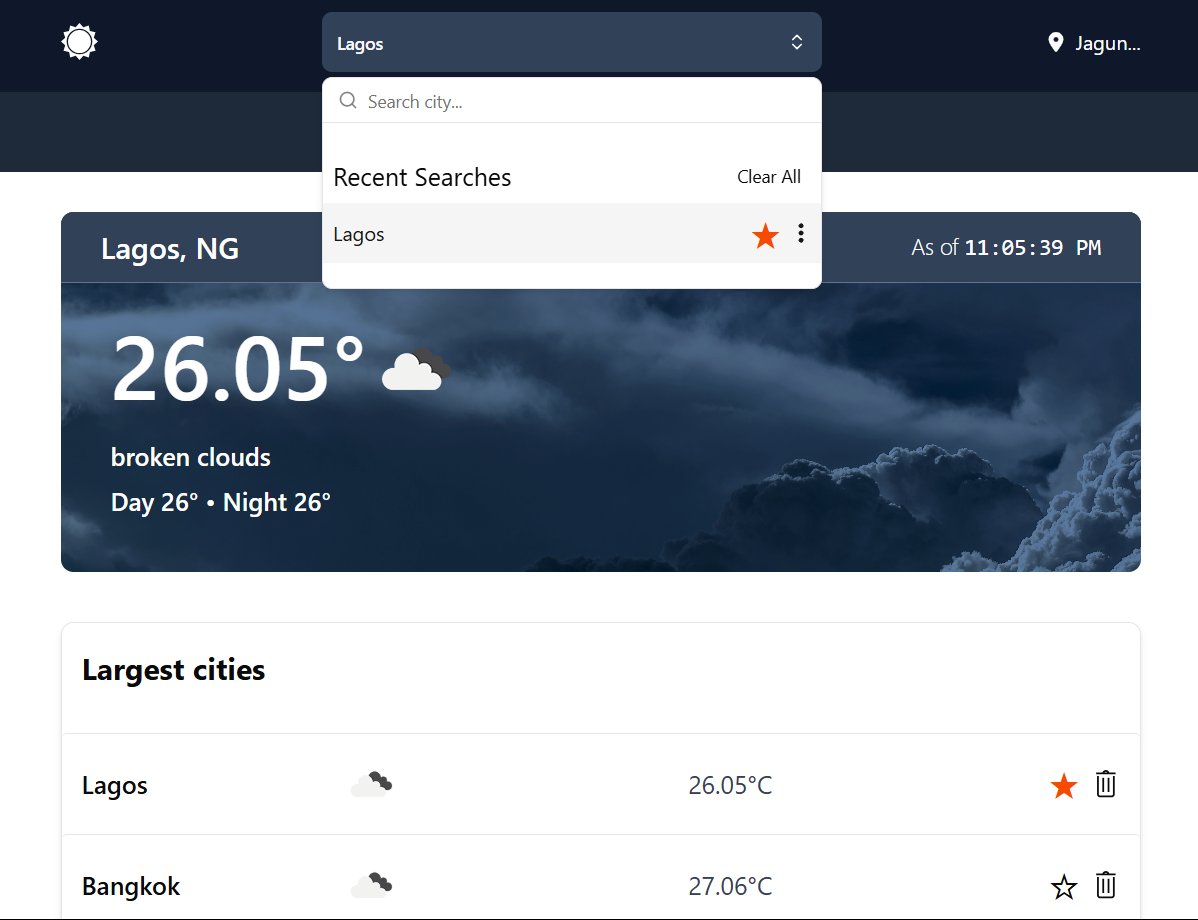 Lagos
Jagun...
Search city...
Recent Searches
Clear All
Lagos
Lagos, NG
As of 11:05:39 PM
26.05°
broken clouds
Day 26° • Night 26°
Largest cities
Lagos
26.05°C
Bangkok
27.06°C